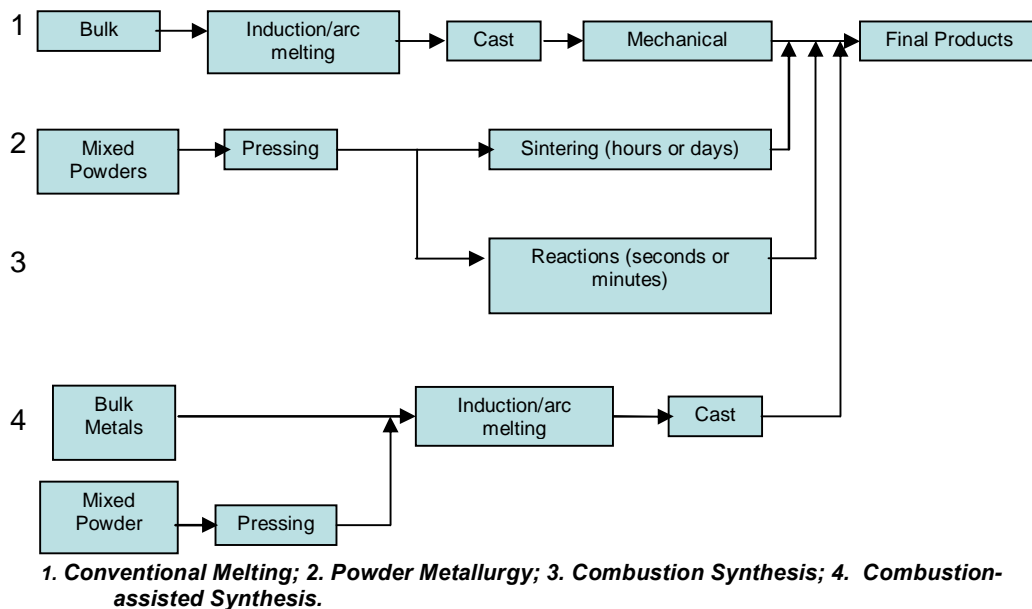 1
Bulk
Induction/arc
melting
Cast
Mechanical
Final Products
2
Mixed
Powders
Pressing
Sintering (hours or days)
3
Reactions (seconds or
minutes)
4
Bulk
Metals
Induction/arc
melting
Cast
Mixed
Powder
Pressing
1. Conventional Melting; 2. Powder Metallurgy; 3. Combustion Synthesis; 4. Combustion-
assisted Synthesis.